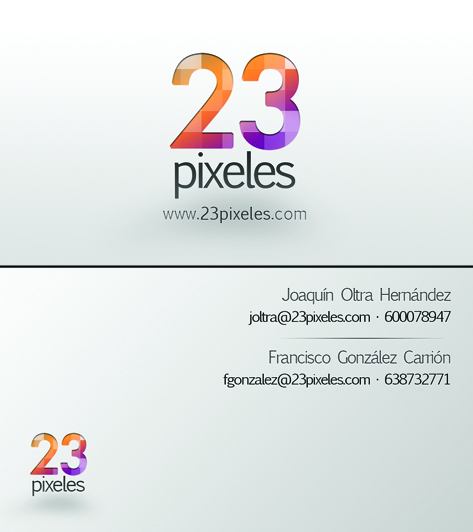 23
pixeles
www.23pixeles.com
Joaquín Oltra Hernández
joltra@23pixeles.com · 600078947
Francisco González Carrión
fgonzalez@23pixeles.com · 638732771
23
pixeles